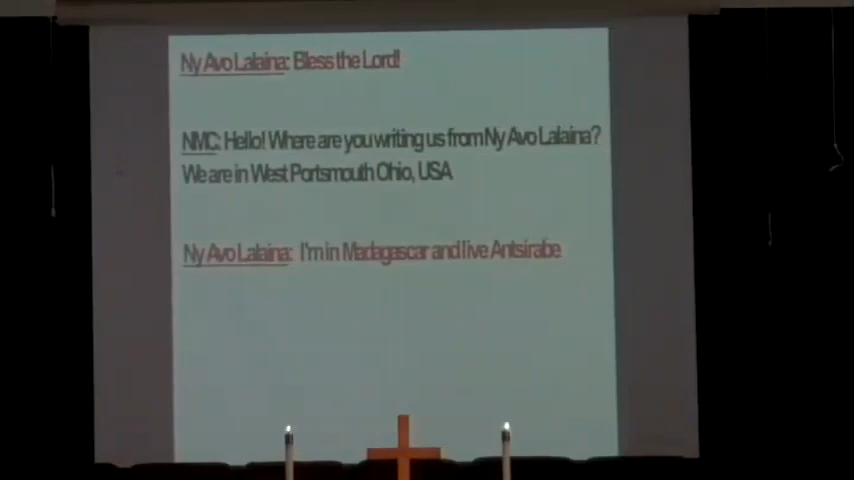 Ny Avo Lalaina: Bless the Lord!
NMC: Hello! Where are you writing us from Ny Avo Lalaina?
We are in West Portsmouth Ohio, USA
Ny Avo Lalaina: I'm in Madagascar and live Antsirabe